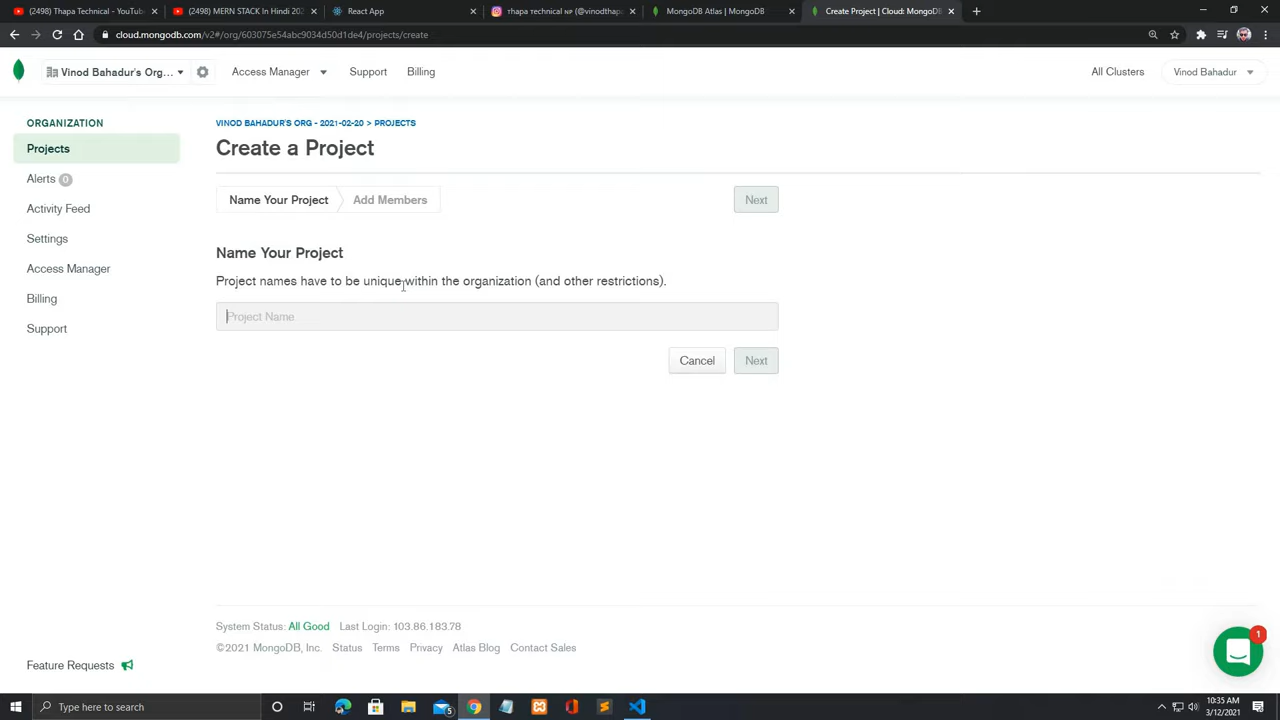 (2498) Thapa Technical - YouTube
(2498) MERN STACK In Hindi 202
React App
MongoDB Atlas | MongoDB
Create Project | Cloud: MongoDB
cloud.mongodb.com/v2#/org/603075e54abc9034d50d1de4/projects/create
Vinod Bahadur's Org...
Access Manager
Support
Billing
All Clusters
Vinod Bahadur
ORGANIZATION
Projects
Alerts 0
Activity Feed
Settings
Access Manager
Billing
Support
Feature Requests
VINOD BAHADUR'S ORG - 2021-02-20 > PROJECTS
Create a Project
Name Your Project
Add Members
Next
Name Your Project
Project names have to be unique within the organization (and other restrictions).
Project Name
Cancel
Next
System Status: All Good Last Login: 103.86.183.78
©2021 MongoDB, Inc. Status Terms Privacy Atlas Blog Contact Sales
1
Type here to search
5
10:35 AM
3/12/2021